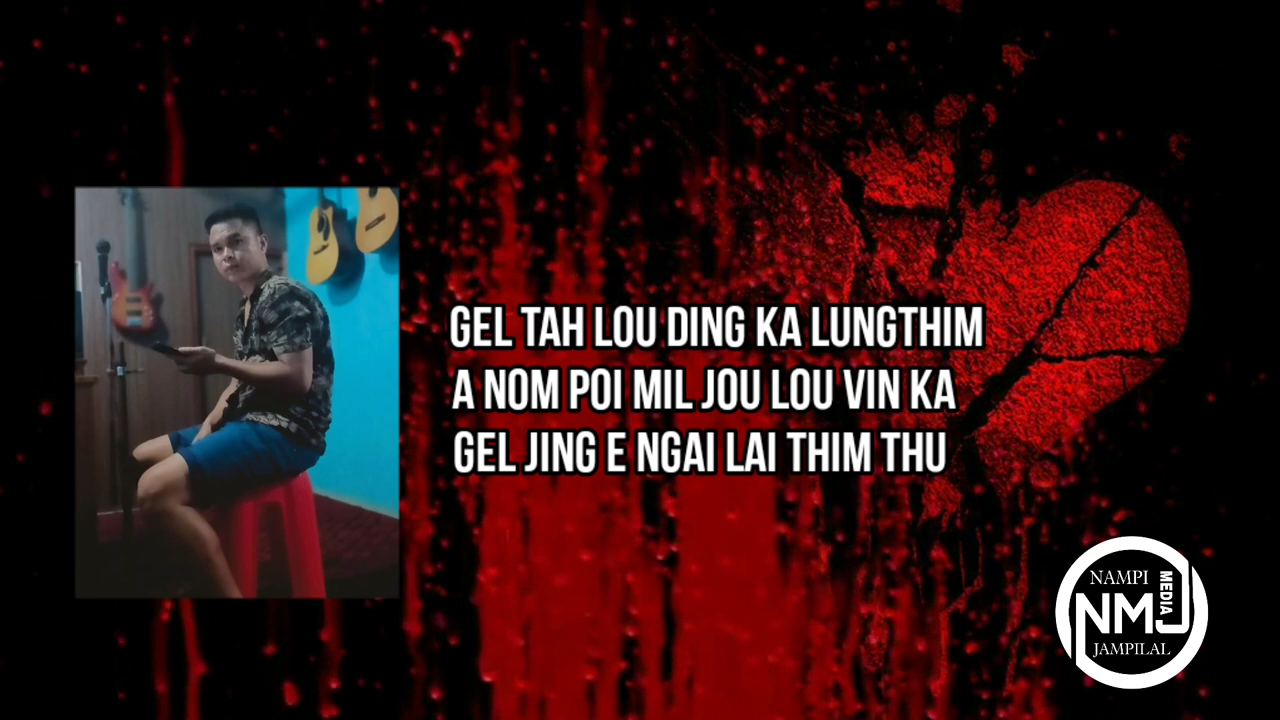 GEL TAH LOU DING KA LUNGTHIM
A NOM POI MIL JOU LOU VIN KA
GEL JING E NGAI LAI THIM THU
NAMPI
MEDIA
NMJ
JAMPILAL